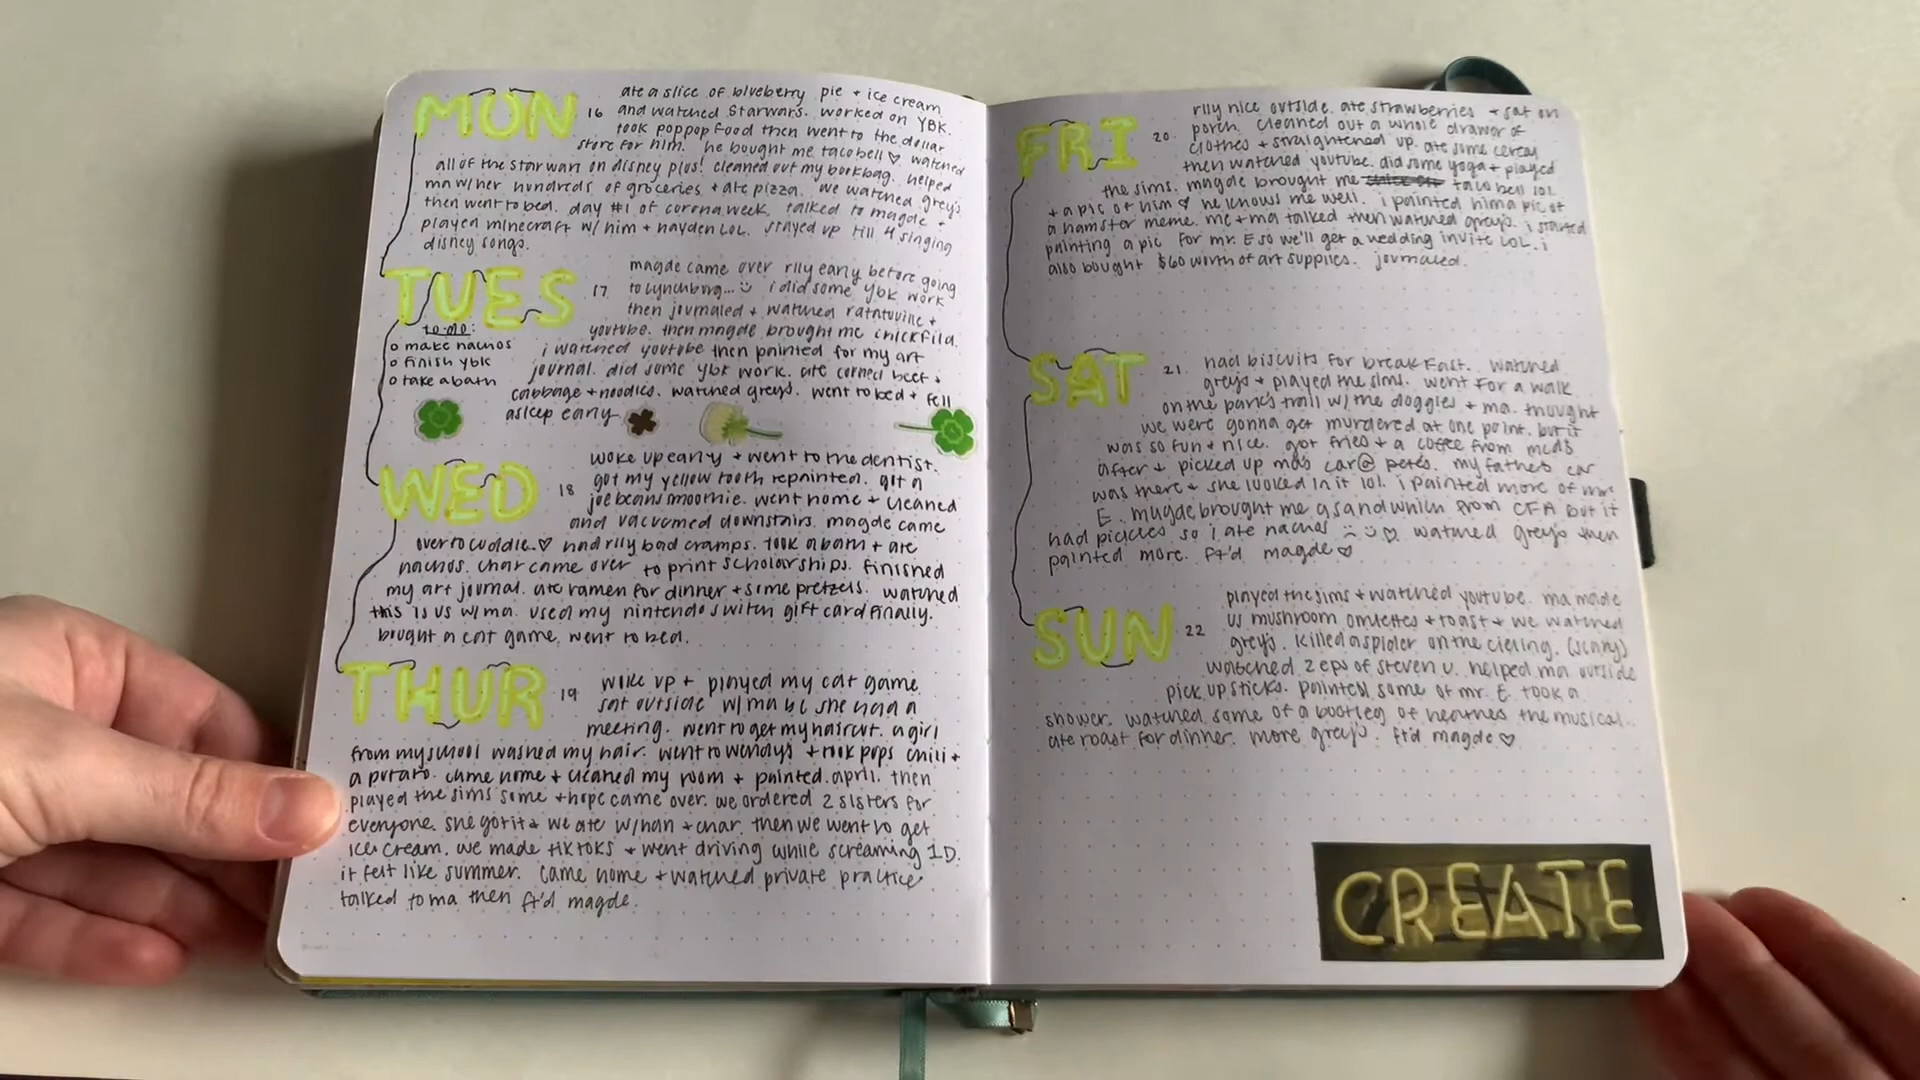 MON
16
ate a slice of blueberry pie + ice cream
and watched Starwars. worked on YBK.
took poppop food then went to the dollar
store for him. he bought me taco bell ♡ watched
all of the starwars on disney plus! cleaned out my bookbag. helped
ma w/her hundreds of groceries + ate pizza. we watched grey's
then went to bed. day #1 of corona week. talked to magde +
played minecraft w/ him + hayden LOL. stayed up till 4 singing
disney songs.
TUES
17
magde came over rlly early before going
to lynchburg... i did some ybk work
then journaled + watched ratatouille +
youtube. then magde brought me chickfila.
i watched youtube then painted for my art
journal. did some ybk work. ate corned beef +
cabbage + noodles. watched greys. went to bed + fell
asleep early
to-do:
o make nachos
o finish ybk
o take a bath
WED
18
woke up early + went to the dentist.
got my yellow tooth repainted. got a
joe beans smoothie. went home + cleaned
and vacuumed downstairs. magde came
over to cuddle. ♡ had rlly bad cramps. took a bath + ate
nachos. char came over to print scholarships. finished
my art journal. ate ramen for dinner + some pretzels. watched
this is us w/ ma. used my nintendo switch gift card finally.
bought a cat game. went to bed.
THUR
19
woke up + played my cat game
sat outside w/ma bc she had a
meeting. went to get my haircut. a girl
from my school washed my hair. went to wendy's + took pops chili +
a potato. came home + cleaned my room + painted. april. then
played the sims some + hope came over. we ordered 2 sisters for
everyone. she got it + we ate w/han + char. then we went to get
ice cream. we made tiktoks + went driving while screaming 1D.
it felt like summer. came home + watched private practice
talked to ma then ft'd magde.
FRI
20.
rlly nice outside. ate strawberries + sat on
porch. cleaned out a whole drawer of
clothes + straightened up. ate some cereal
then watched youtube. did some yoga + played
the sims. magde brought me taco bell lol
+ a pic of him ♡ he knows me well. i painted him a pic of
a hamster meme. me + ma talked then watched greys. i started
painting a pic for mr. E so we'll get a wedding invite LOL. i
also bought $60 worth of art supplies. journaled.
SAT
21.
had biscuits for breakfast. watched
greys + played the sims. went for a walk
on the park's trail w/ the doggies + ma. thought
we were gonna get murdered at one point. but it
was so fun + nice. got fries + a coffee from mcds
after + picked up ma's car @ pete's. my father's car
was there + she looked in it lol. i painted more of mr.
E. magde brought me a sandwhich from CFA but it
had pickles so i ate nachos :( :) ♡. watched greys then
painted more. ft'd magde ♡
SUN
22
played the sims + watched youtube. ma made
us mushroom omlettes + toast + we watched
grey's. killed a spider on the cieling. (scary)
watched 2 eps of steven u. helped ma outside
pick up sticks. painted some of mr. E. took a
shower. watched some of a bootleg of heathers the musical.
ate roast for dinner. more greys. ft'd magde ♡
CREATE